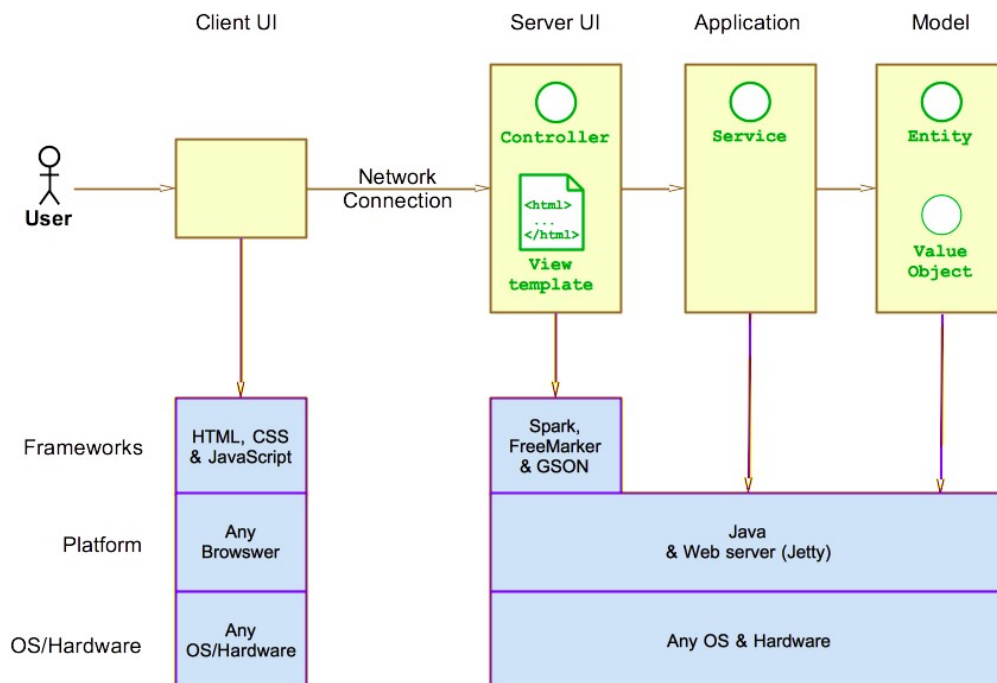 Client UI
Server UI
Application
Model
Controller
Service
Entity
Network
Connection
User
<html>
...
</html>
View
template
Value
Object
Frameworks
HTML, CSS
& JavaScript
Spark,
FreeMarker
& GSON
Platform
Any
Browswer
Java
& Web server (Jetty)
OS/Hardware
Any
OS/Hardware
Any OS & Hardware